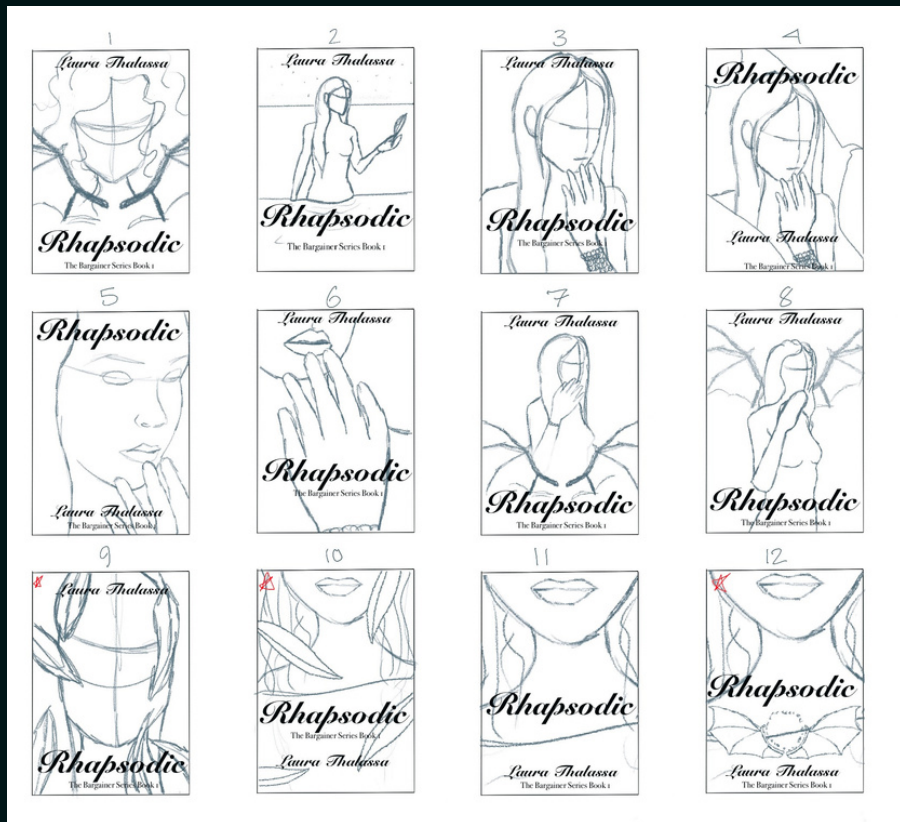 1
2
3
4
Laura Thalassa
Rhapsodic
The Bargainer Series Book 1
Laura Thalassa
Rhapsodic
The Bargainer Series Book 1
Laura Thalassa
Rhapsodic
The Bargainer Series Book 1
Rhapsodic
Laura Thalassa
The Bargainer Series Book 1
5
6
7
8
Rhapsodic
Laura Thalassa
The Bargainer Series Book 1
Laura Thalassa
Rhapsodic
The Bargainer Series Book 1
Laura Thalassa
Rhapsodic
The Bargainer Series Book 1
Laura Thalassa
Rhapsodic
The Bargainer Series Book 1
9
10
11
12
Laura Thalassa
Rhapsodic
The Bargainer Series Book 1
Rhapsodic
The Bargainer Series Book 1
Laura Thalassa
Rhapsodic
Laura Thalassa
The Bargainer Series Book 1
Rhapsodic
Laura Thalassa
The Bargainer Series Book 1